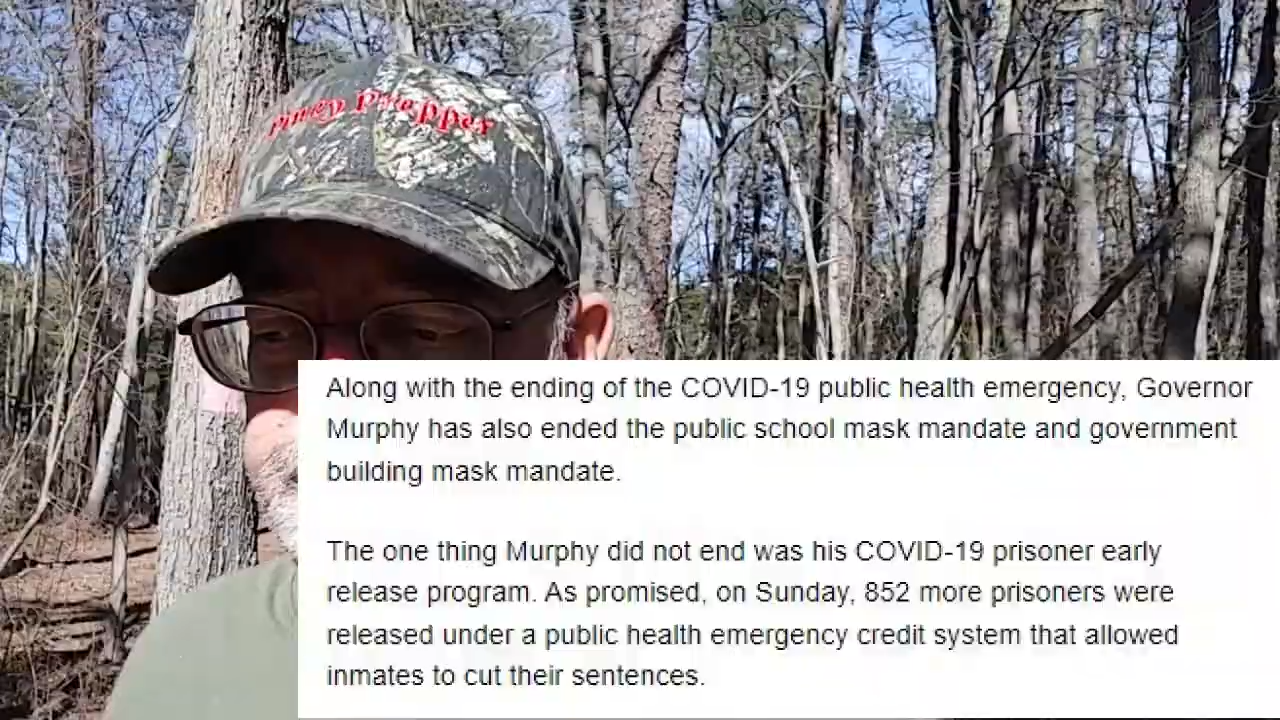 Piney Prepper
Along with the ending of the COVID-19 public health emergency, Governor
Murphy has also ended the public school mask mandate and government
building mask mandate.
The one thing Murphy did not end was his COVID-19 prisoner early
release program. As promised, on Sunday, 852 more prisoners were
released under a public health emergency credit system that allowed
inmates to cut their sentences.